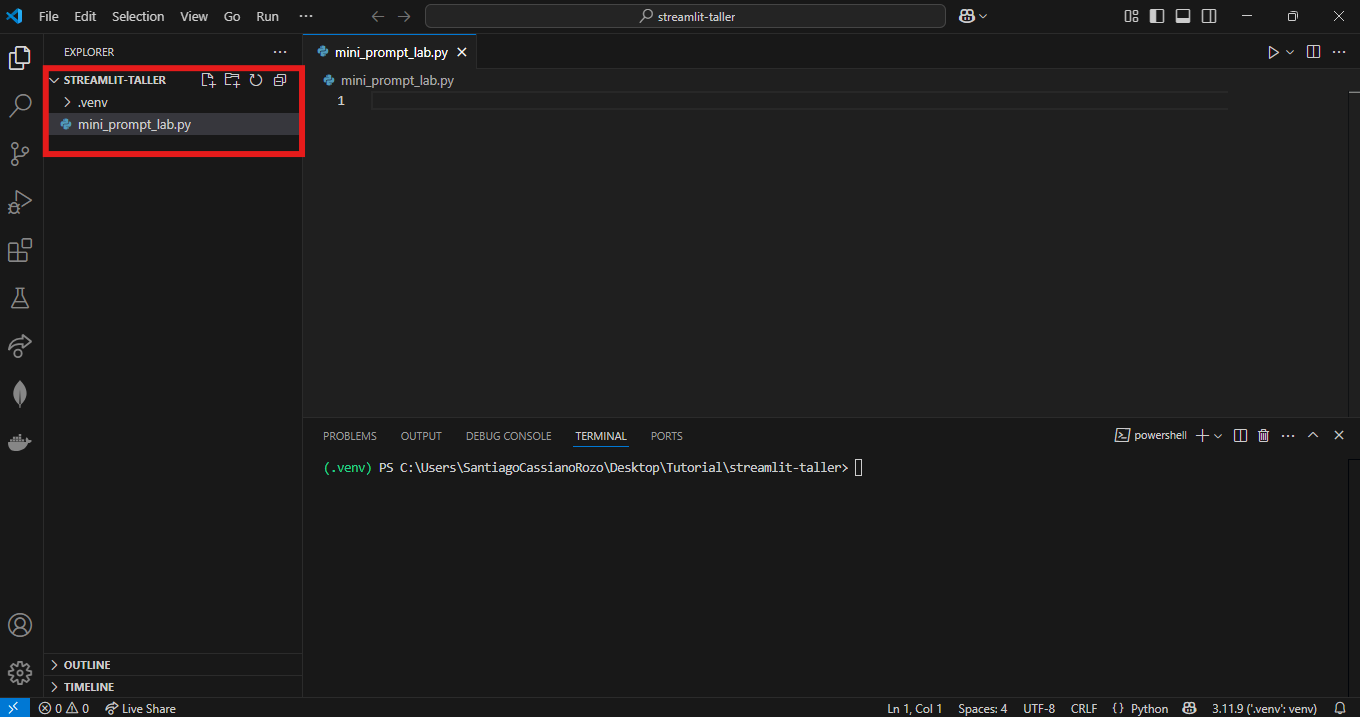 File Edit Selection View Go Run ··· streamlit-taller
EXPLORER ···
STREAMLIT-TALLER
.venv
mini_prompt_lab.py
mini_prompt_lab.py
mini_prompt_lab.py
1
PROBLEMS OUTPUT DEBUG CONSOLE TERMINAL PORTS powershell
(.venv) PS C:\Users\SantiagoCassianoRozo\Desktop\Tutorial\streamlit-taller>
OUTLINE
TIMELINE
0 0 Live Share Ln 1, Col 1 Spaces: 4 UTF-8 CRLF {} Python 3.11.9 ('.venv': venv)